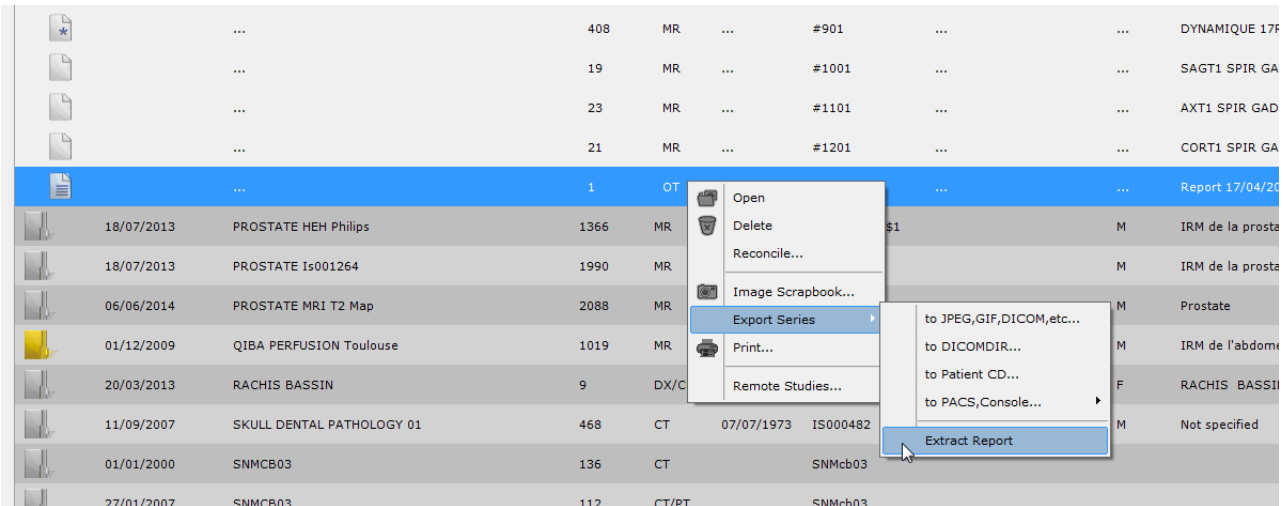 ... 408 MR ... #901 ... ... DYNAMIQUE 17
... 19 MR ... #1001 ... ... SAGT1 SPIR GA
... 23 MR ... #1101 ... ... AXT1 SPIR GAD
... 21 MR ... #1201 ... ... CORT1 SPIR GA
... 1 OT ... ... Report 17/04/20
Open
18/07/2013 PROSTATE HEH Philips 1366 MR $1 M IRM de la prosta
Delete
Reconcile...
18/07/2013 PROSTATE Is001264 1990 MR M IRM de la prosta
Image Scrapbook...
06/06/2014 PROSTATE MRI T2 Map 2088 MR M Prostate
Export Series
to JPEG,GIF,DICOM,etc...
01/12/2009 QIBA PERFUSION Toulouse 1019 MR M IRM de l'abdome
Print...
to DICOMDIR...
to Patient CD...
20/03/2013 RACHIS BASSIN 9 DX/C F RACHIS BASSI
Remote Studies...
to PACS,Console...
11/09/2007 SKULL DENTAL PATHOLOGY 01 468 CT 07/07/1973 IS000482 M Not specified
Extract Report
01/01/2000 SNMCB03 136 CT SNMcb03
27/01/2007 SNMCB03 112 CT/PT SNMcb03